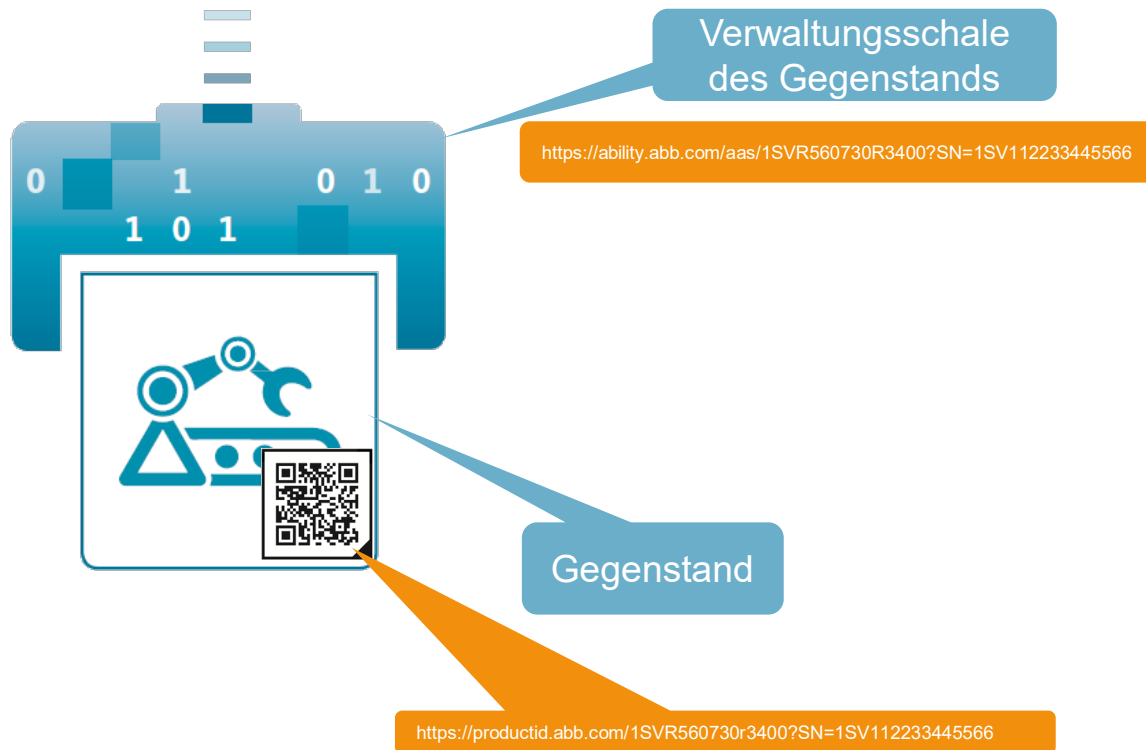 Verwaltungsschale
des Gegenstands
https://ability.abb.com/aas/1SVR560730R3400?SN=1SV112233445566
0 1 0 1 0
1 0 1
Gegenstand
https://productid.abb.com/1SVR560730r3400?SN=1SV112233445566